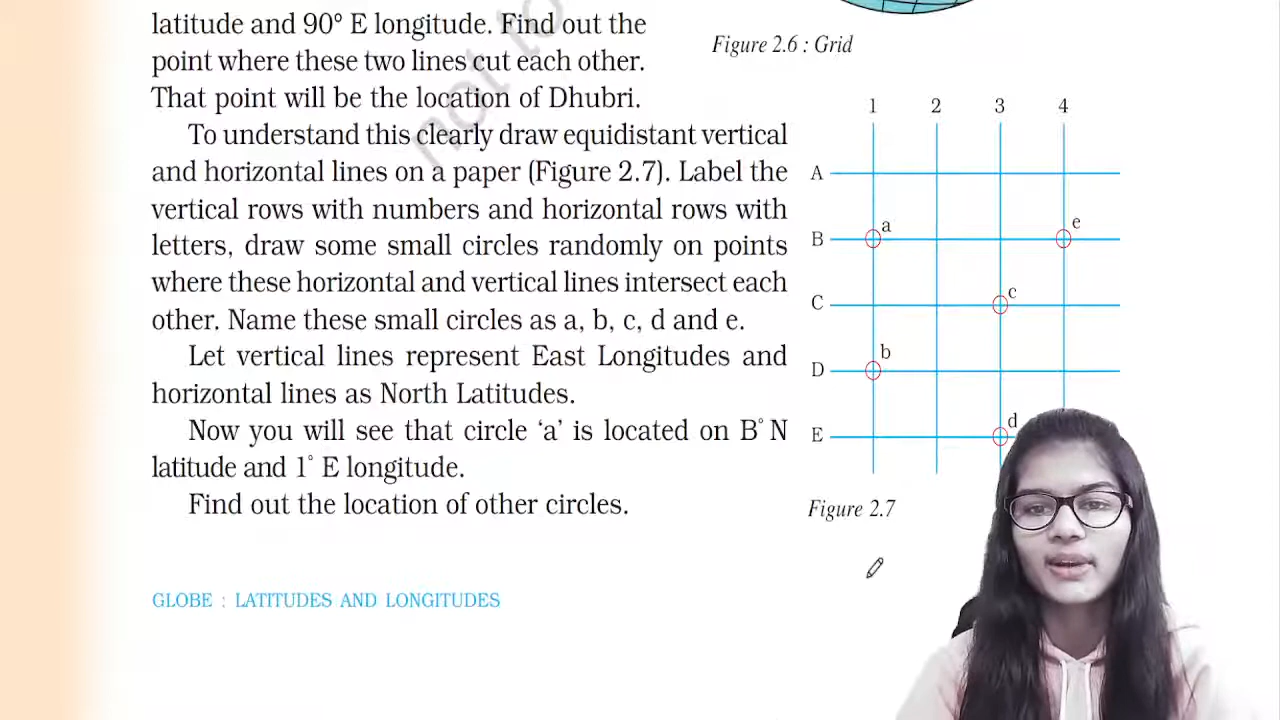 latitude and 90° E longitude. Find out the
point where these two lines cut each other.
That point will be the location of Dhubri.
To understand this clearly draw equidistant vertical
and horizontal lines on a paper (Figure 2.7). Label the
vertical rows with numbers and horizontal rows with
letters, draw some small circles randomly on points
where these horizontal and vertical lines intersect each
other. Name these small circles as a, b, c, d and e.
Let vertical lines represent East Longitudes and
horizontal lines as North Latitudes.
Now you will see that circle ‘a’ is located on B° N
latitude and 1° E longitude.
Find out the location of other circles.
GLOBE : LATITUDES AND LONGITUDES
Figure 2.6 : Grid
1 2 3 4
A
a e
B
c
C
b
D
d
E
Figure 2.7
not to